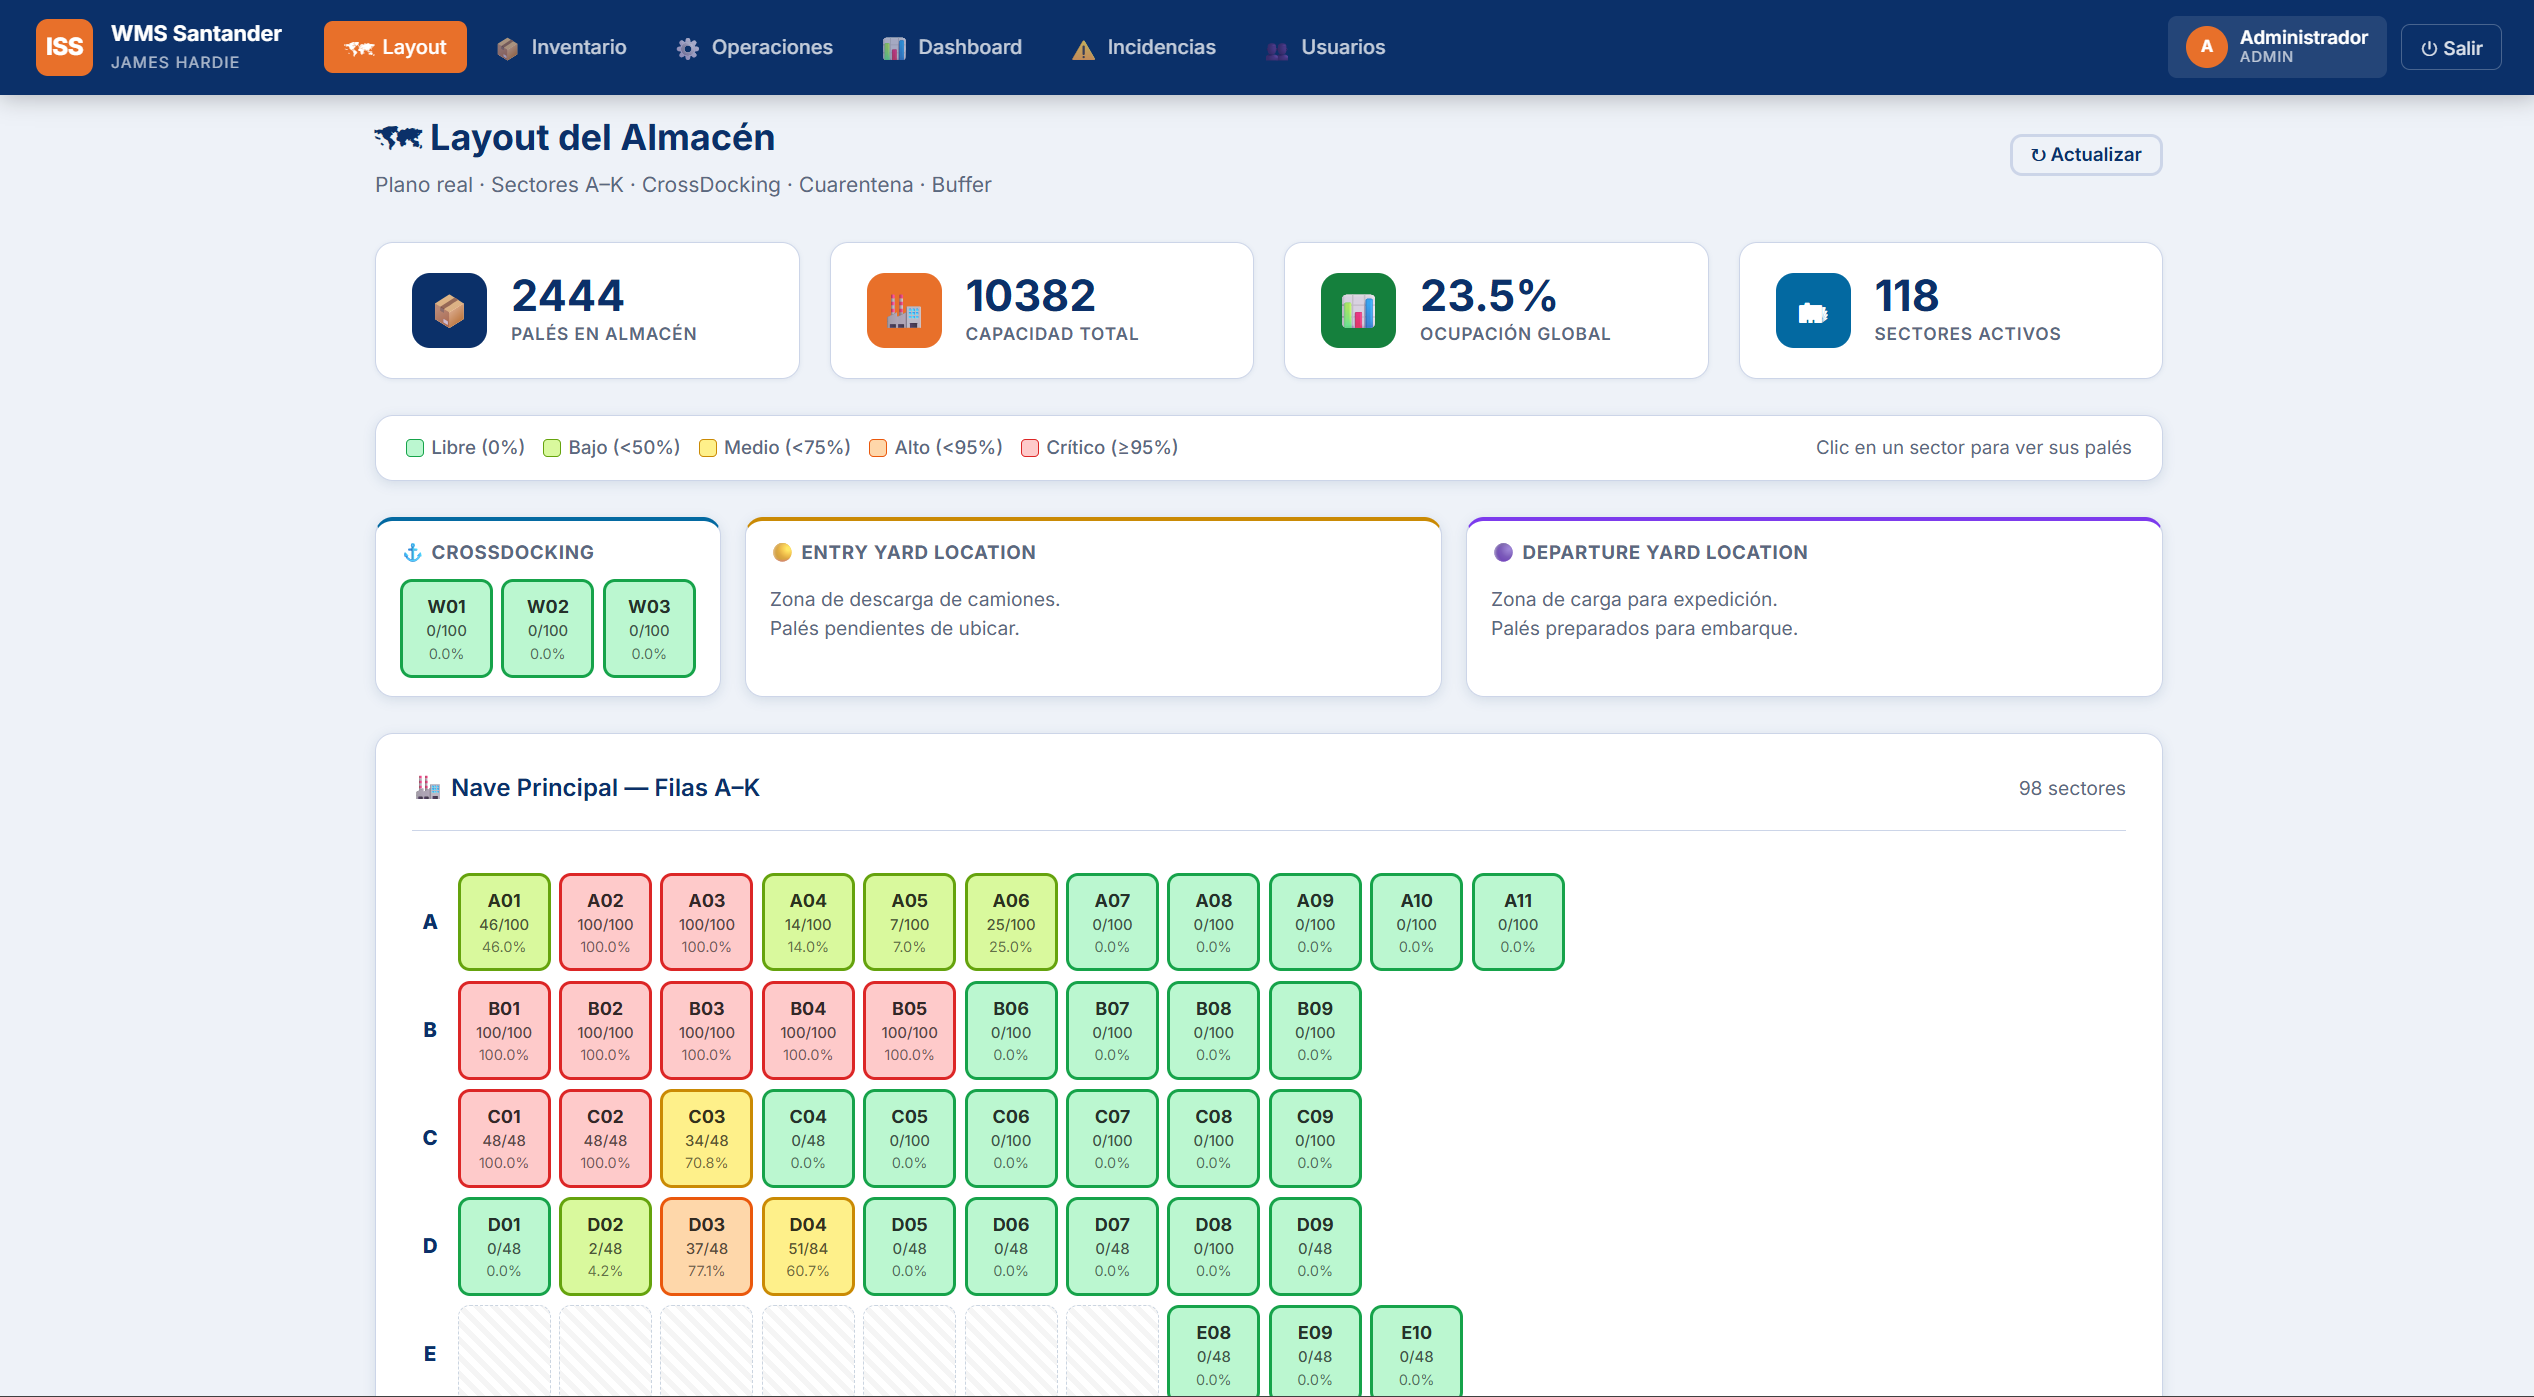 ISS
WMS Santander
JAMES HARDIE
Layout
Inventario
Operaciones
Dashboard
Incidencias
Usuarios
A
Administrador
ADMIN
Salir
Layout del Almacén
Plano real · Sectores A–K · CrossDocking · Cuarentena · Buffer
↻ Actualizar
2444
PALÉS EN ALMACÉN
10382
CAPACIDAD TOTAL
23.5%
OCUPACIÓN GLOBAL
118
SECTORES ACTIVOS
Libre (0%) Bajo (<50%) Medio (<75%) Alto (<95%) Crítico (≥95%)
Clic en un sector para ver sus palés
CROSSDOCKING
W01 W02 W03
0/100 0/100 0/100
0.0% 0.0% 0.0%
ENTRY YARD LOCATION
Zona de descarga de camiones.
Palés pendientes de ubicar.
DEPARTURE YARD LOCATION
Zona de carga para expedición.
Palés preparados para embarque.
Nave Principal — Filas A–K
98 sectores
A
A01 A02 A03 A04 A05 A06 A07 A08 A09 A10 A11
46/100 100/100 100/100 14/100 7/100 25/100 0/100 0/100 0/100 0/100 0/100
46.0% 100.0% 100.0% 14.0% 7.0% 25.0% 0.0% 0.0% 0.0% 0.0% 0.0%
B
B01 B02 B03 B04 B05 B06 B07 B08 B09
100/100 100/100 100/100 100/100 100/100 0/100 0/100 0/100 0/100
100.0% 100.0% 100.0% 100.0% 100.0% 0.0% 0.0% 0.0% 0.0%
C
C01 C02 C03 C04 C05 C06 C07 C08 C09
48/48 48/48 34/48 0/48 0/100 0/100 0/100 0/100 0/100
100.0% 100.0% 70.8% 0.0% 0.0% 0.0% 0.0% 0.0% 0.0%
D
D01 D02 D03 D04 D05 D06 D07 D08 D09
0/48 2/48 37/48 51/84 0/48 0/48 0/48 0/100 0/48
0.0% 4.2% 77.1% 60.7% 0.0% 0.0% 0.0% 0.0% 0.0%
E
E08 E09 E10
0/48 0/48 0/48
0.0% 0.0% 0.0%